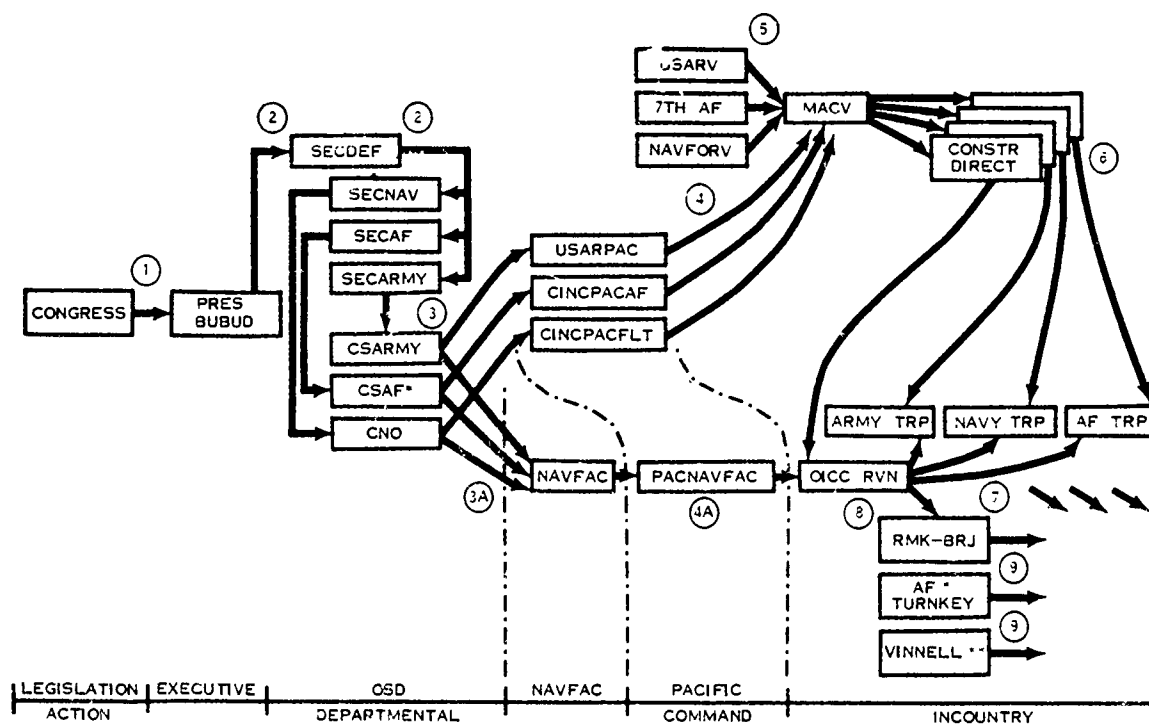 5
USARV
7TH AF
NAVFORV
MACV
CONSTR
DIRECT
6
2
2
SECDEF
SECNAV
SECAF
SECARMY
4
USARPAC
CINCPACAF
CINCPACFLT
1
CONGRESS
PRES
BUBUD
3
CSARMY
CSAF*
CNO
ARMY TRP
NAVY TRP
AF TRP
NAVFAC
PACNAVFAC
OICC RVN
3A
4A
8
7
RMK-BRJ
9
AF *
TURNKEY
9
VINNELL **
LEGISLATION
EXECUTIVE
OSD
NAVFAC
PACIFIC
ACTION
DEPARTMENTAL
COMMAND
INCOUNTRY